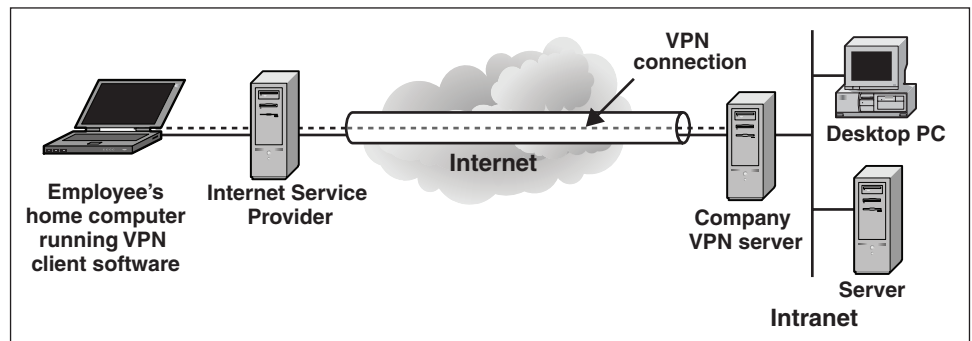 VPN
connection
Desktop PC
Internet
Employee's
home computer
running VPN
client software
Internet Service
Provider
Company
VPN server
Server
Intranet